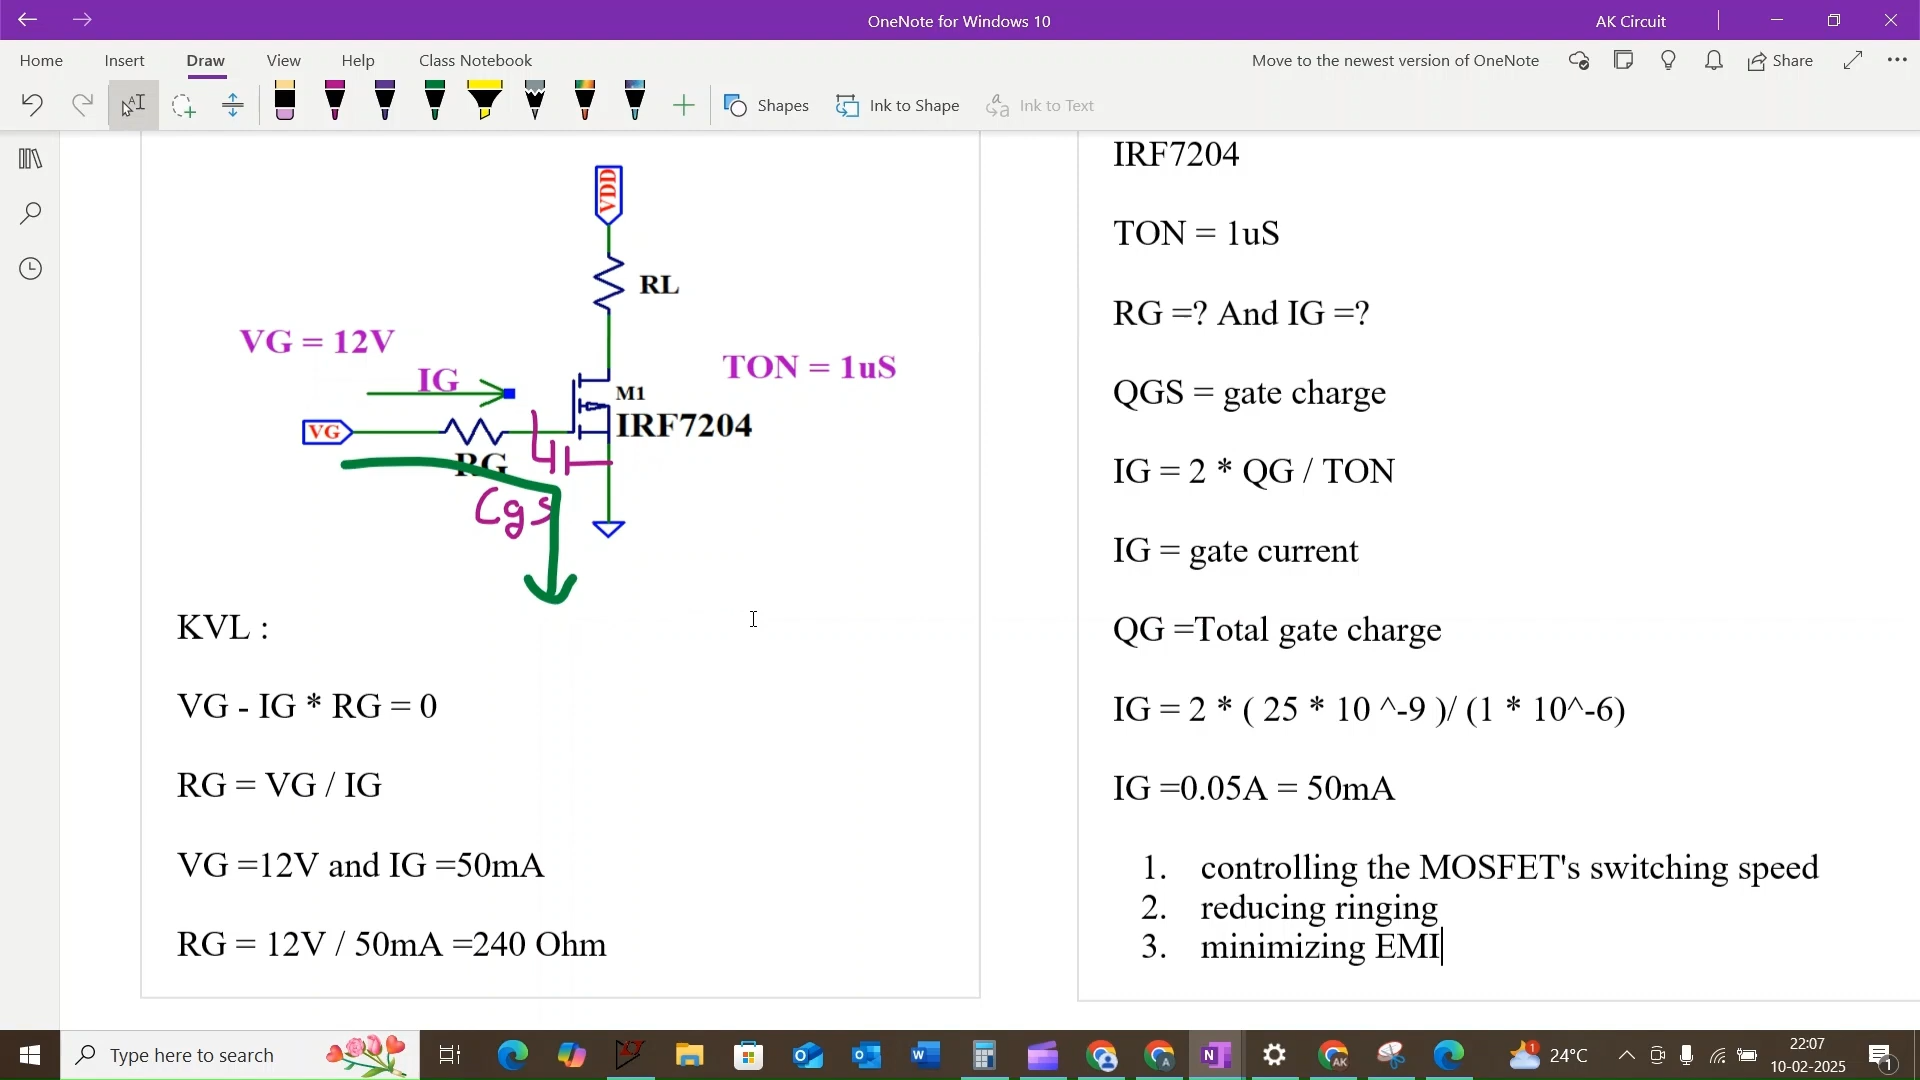 OneNote for Windows 10
AK Circuit
Home
Insert
Draw
View
Help
Class Notebook
Move to the newest version of OneNote
Share
Shapes
Ink to Shape
Ink to Text
VDD
RL
VG = 12V
TON = 1uS
IG
M1
IRF7204
VG
RG
Cgs
KVL :
VG - IG * RG = 0
RG = VG / IG
VG =12V and IG =50mA
RG = 12V / 50mA =240 Ohm
IRF7204
TON = 1uS
RG =? And IG =?
QGS = gate charge
IG = 2 * QG / TON
IG = gate current
QG =Total gate charge
IG = 2 * ( 25 * 10 ^-9 )/ (1 * 10^-6)
IG =0.05A = 50mA
1. controlling the MOSFET's switching speed
2. reducing ringing
3. minimizing EMI
Type here to search
24°C
22:07
10-02-2025
1